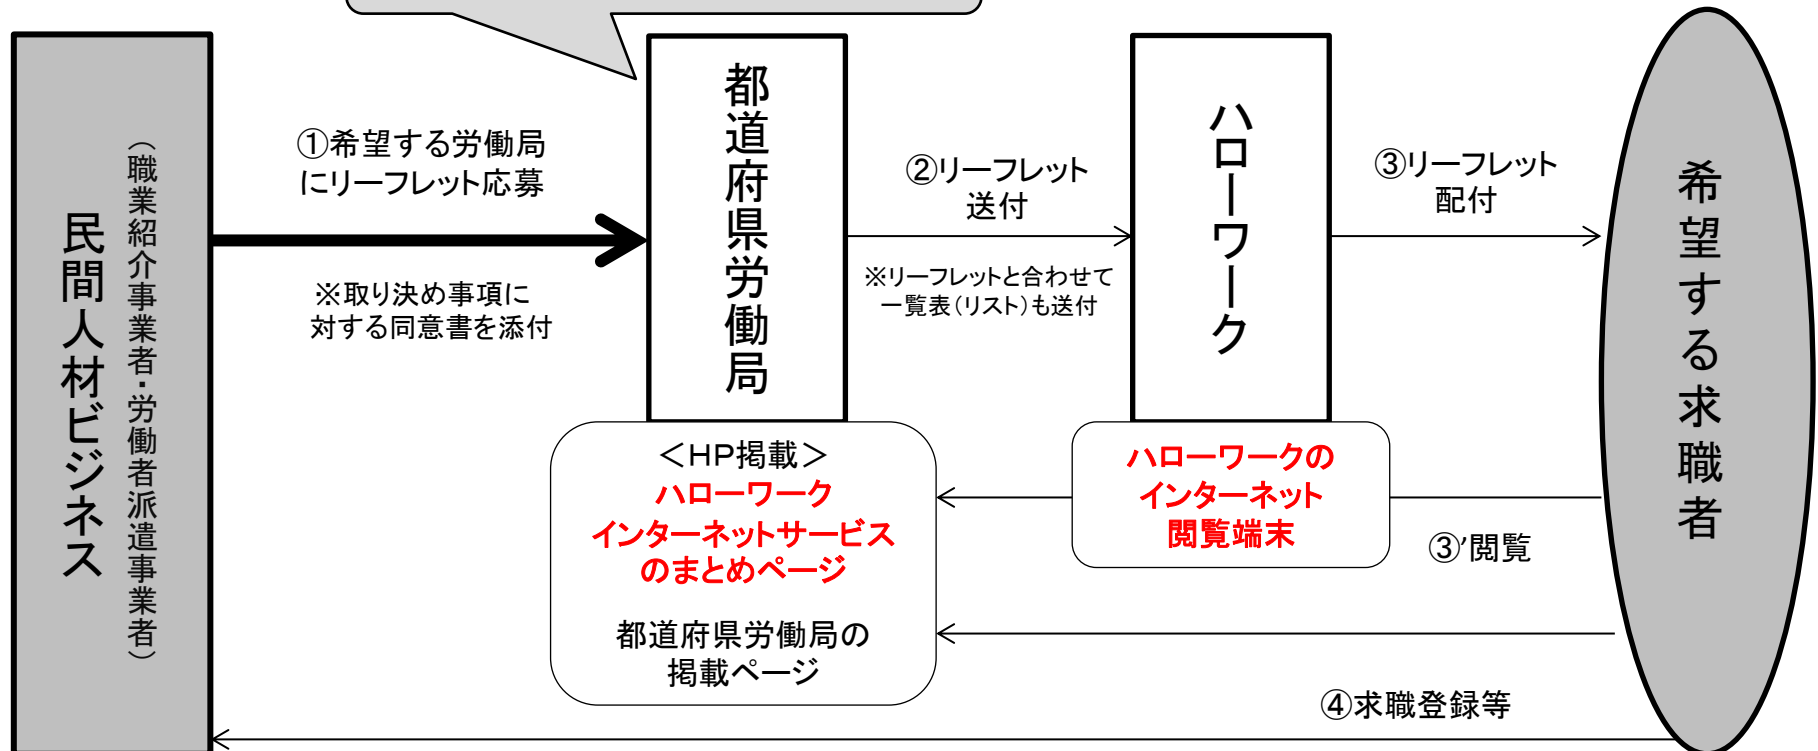 民間人材ビジネス
（職業紹介事業者・労働者派遣事業者）
①希望する労働局
にリーフレット応募
※取り決め事項に
対する同意書を添付
都道府県労働局
②リーフレット
送付
※リーフレットと合わせて
一覧表（リスト）も送付
ハローワーク
③リーフレット
配付
希望する求職者
＜HP掲載＞
ハローワーク
インターネットサービス
のまとめページ
都道府県労働局の
掲載ページ
ハローワークの
インターネット
閲覧端末
③’閲覧
④求職登録等